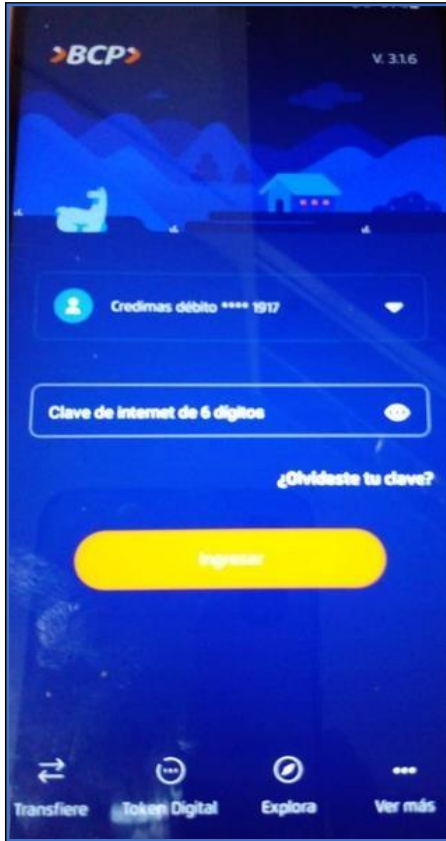 >BCP>
V. 3.1.6
Credimas débito **** 1917
Clave de internet de 6 dígitos
¿Olvidaste tu clave?
Ingresar
Transfiere
Token Digital
Explora
Ver más